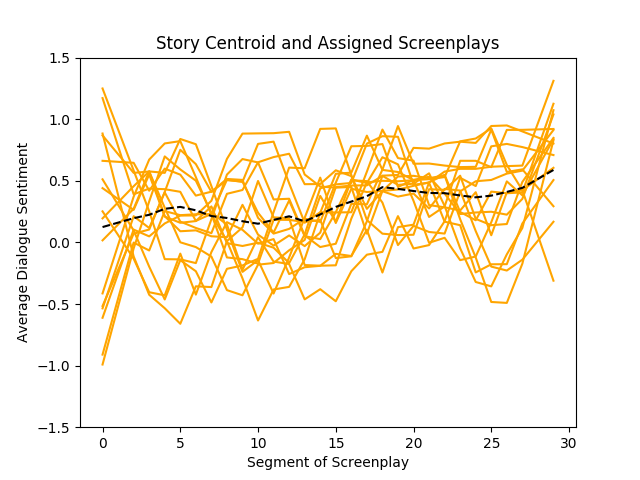 Story Centroid and Assigned Screenplays
1.5
1.0
0.5
0.0
−0.5
−1.0
−1.5
Average Dialogue Sentiment
0 5 10 15 20 25 30
Segment of Screenplay